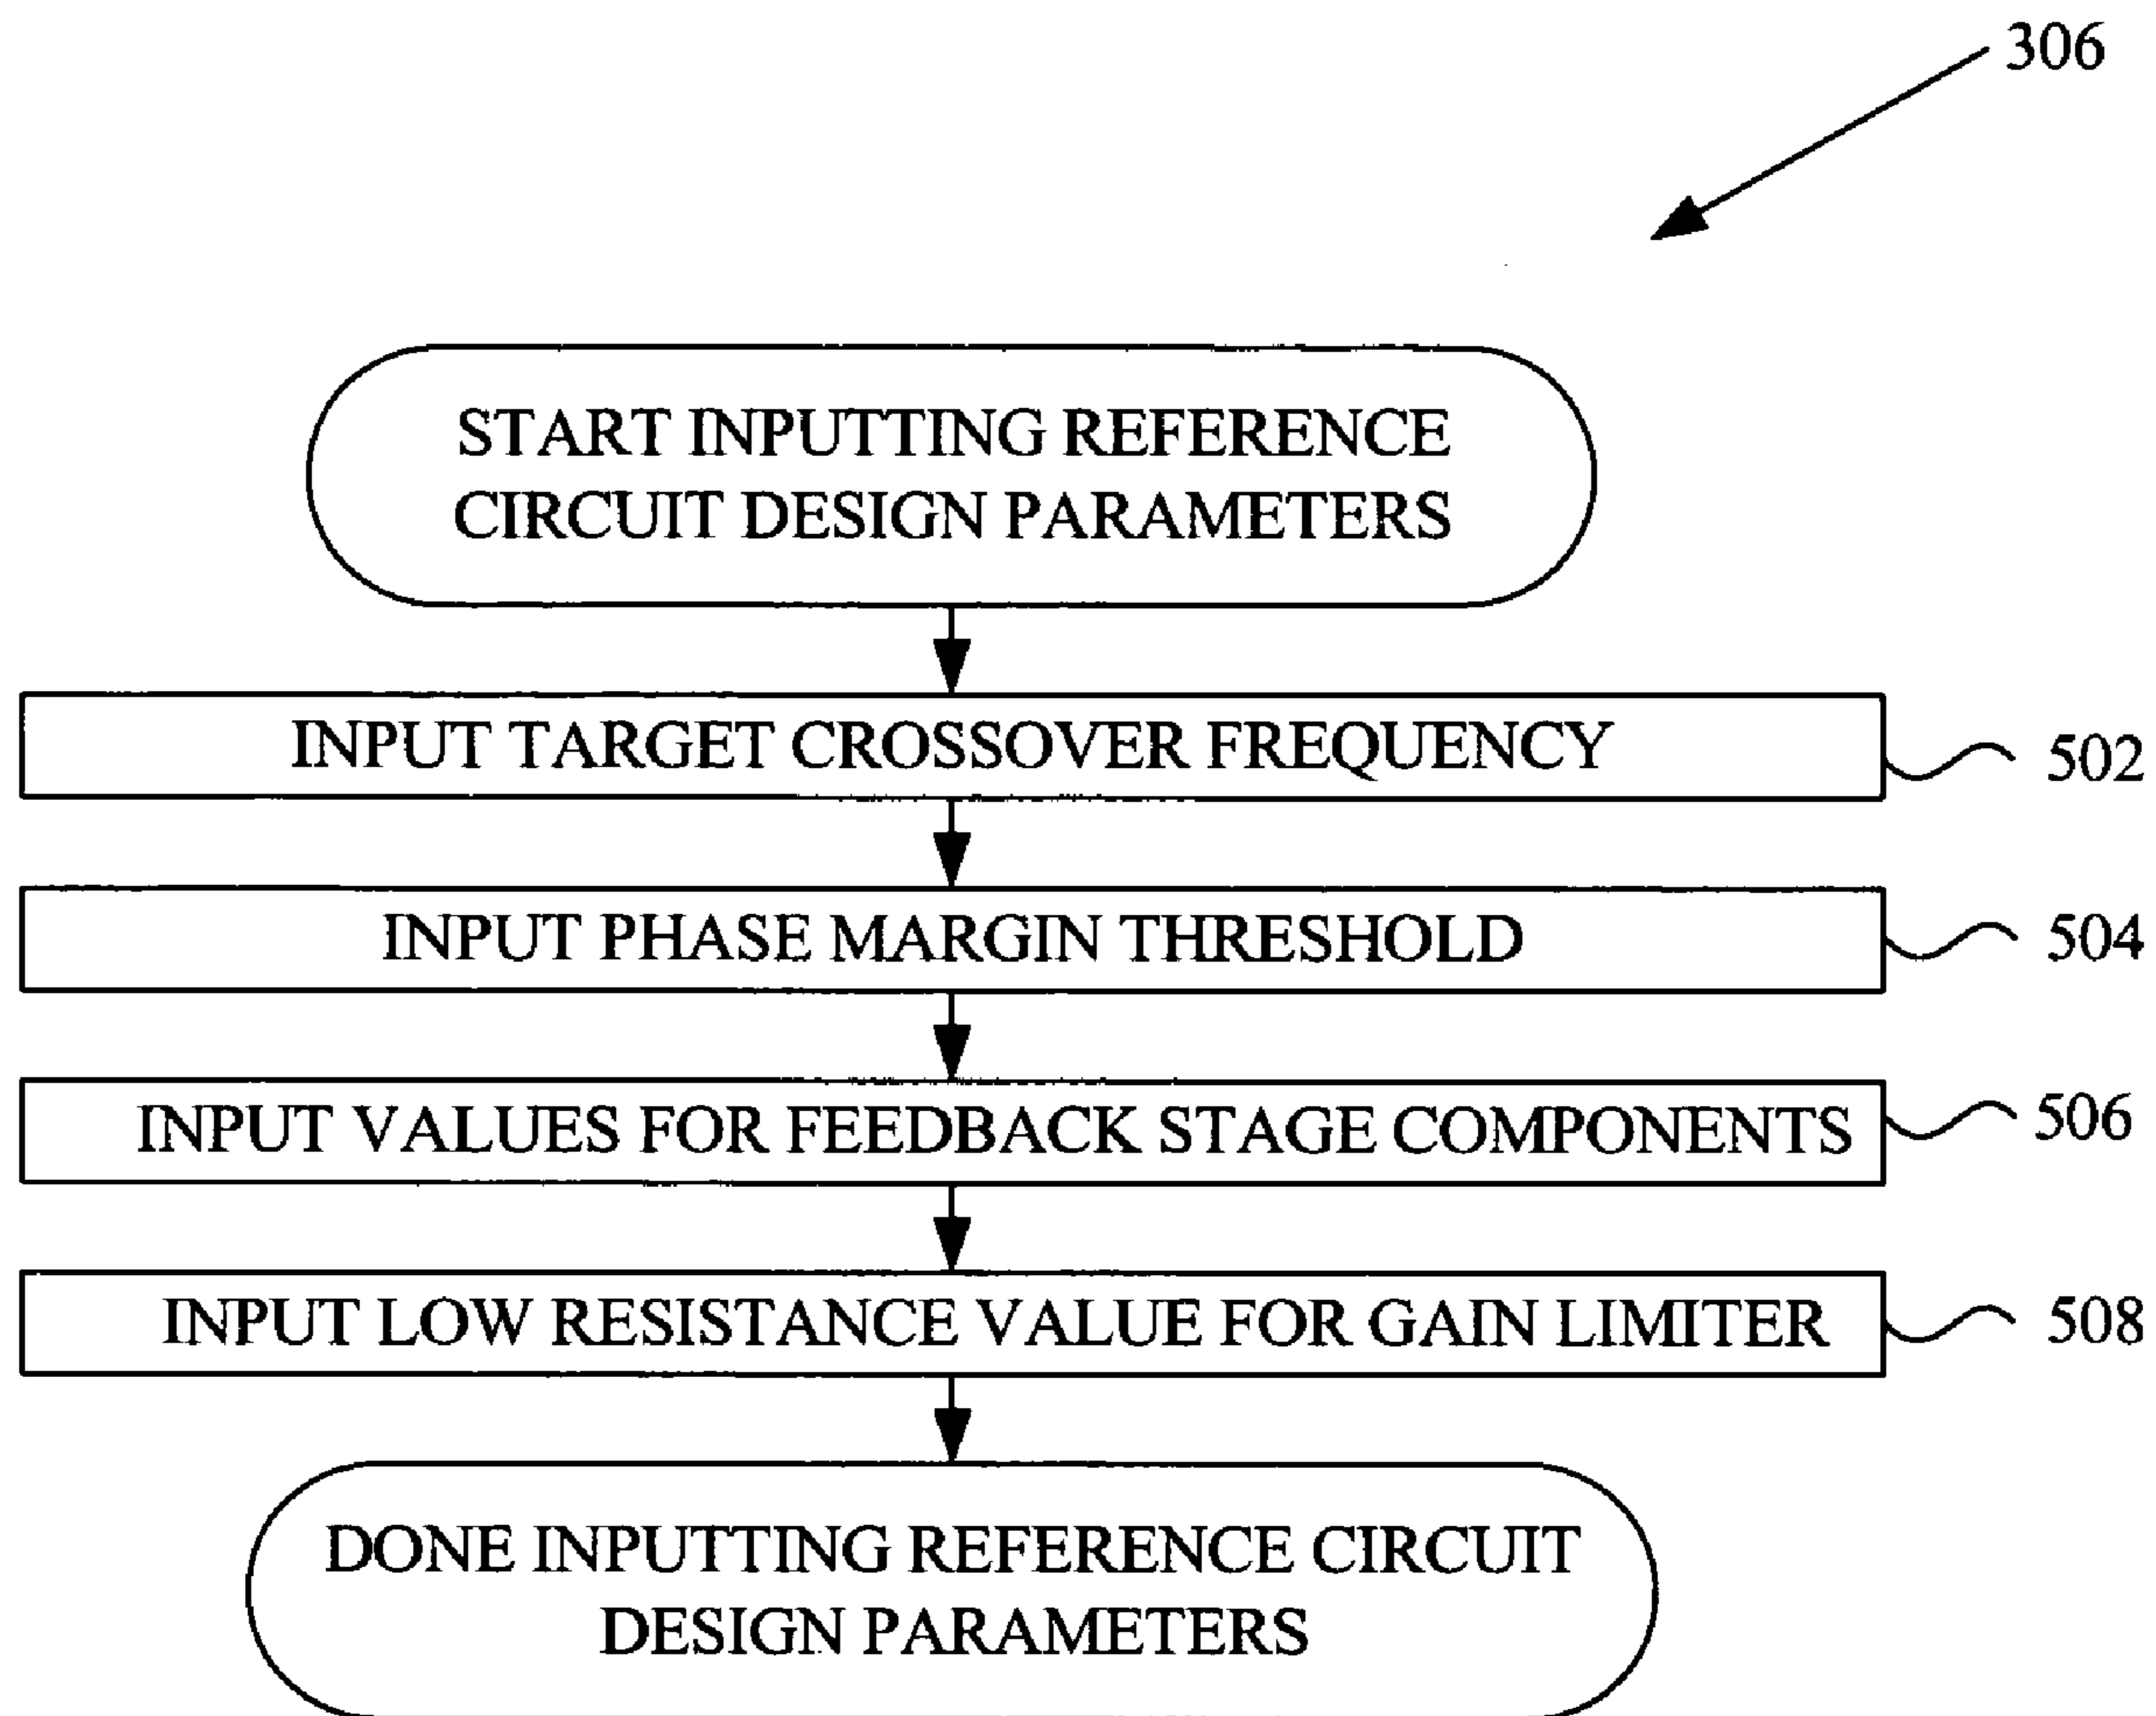 306
START INPUTTING REFERENCE
CIRCUIT DESIGN PARAMETERS
INPUT TARGET CROSSOVER FREQUENCY
502
INPUT PHASE MARGIN THRESHOLD
504
INPUT VALUES FOR FEEDBACK STAGE COMPONENTS
506
INPUT LOW RESISTANCE VALUE FOR GAIN LIMITER
508
DONE INPUTTING REFERENCE CIRCUIT
DESIGN PARAMETERS